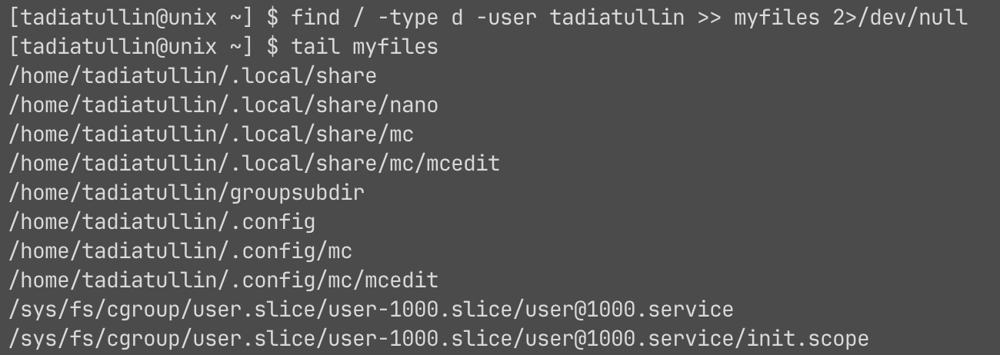 [tadiatullin@unix ~] $ find / -type d -user tadiatullin >> myfiles 2>/dev/null
[tadiatullin@unix ~] $ tail myfiles
/home/tadiatullin/.local/share
/home/tadiatullin/.local/share/nano
/home/tadiatullin/.local/share/mc
/home/tadiatullin/.local/share/mc/mcedit
/home/tadiatullin/groupsubdir
/home/tadiatullin/.config
/home/tadiatullin/.config/mc
/home/tadiatullin/.config/mc/mcedit
/sys/fs/cgroup/user.slice/user-1000.slice/user@1000.service
/sys/fs/cgroup/user.slice/user-1000.slice/user@1000.service/init.scope